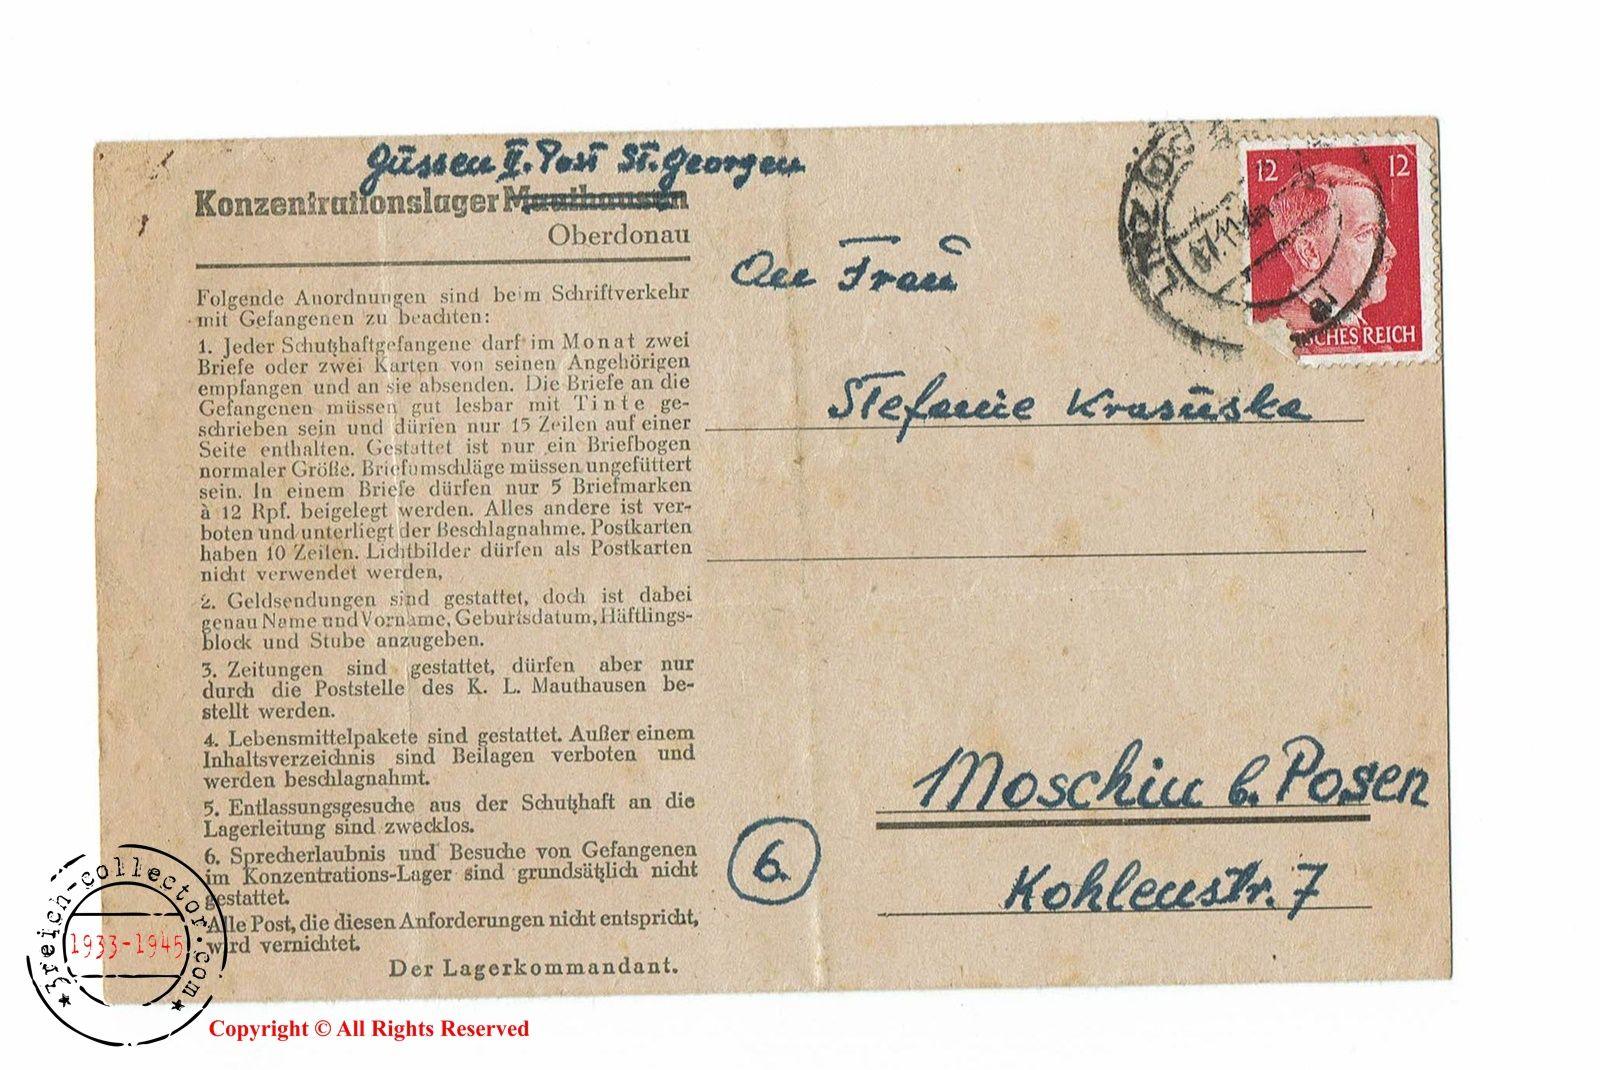 Güssen II. Post St. Georgen
Konzentrationslager Mauthausen
Oberdonau
Folgende Anordnungen sind beim Schriftverkehr
mit Gefangenen zu beachten:
1. Jeder Schutzhaftgefangene darf im Monat zwei
Briefe oder zwei Karten von seinen Angehörigen
empfangen und an sie absenden. Die Briefe an die
Gefangenen müssen gut lesbar mit Tinte ge-
schrieben sein und dürfen nur 15 Zeilen auf einer
Seite enthalten. Gestattet ist nur ein Briefbogen
normaler Größe. Briefumschläge müssen ungefüttert
sein. In einem Briefe dürfen nur 5 Briefmarken
à 12 Rpf. beigelegt werden. Alles andere ist ver-
boten und unterliegt der Beschlagnahme. Postkarten
haben 10 Zeilen. Lichtbilder dürfen als Postkarten
nicht verwendet werden,
2. Geldsendungen sind gestattet, doch ist dabei
genau Name und Vorname, Geburtsdatum, Häftlings-
block und Stube anzugeben.
3. Zeitungen sind gestattet, dürfen aber nur
durch die Poststelle des K. L. Mauthausen be-
stellt werden.
4. Lebensmittelpakete sind gestattet. Außer einem
Inhaltsverzeichnis sind Beilagen verboten und
werden beschlagnahmt.
5. Entlassungsgesuche aus der Schutzhaft an die
Lagerleitung sind zwecklos.
6. Sprecherlaubnis und Besuche von Gefangenen
im Konzentrations-Lager sind grundsätzlich nicht
gestattet.
Alle Post, die diesen Anforderungen nicht entspricht,
wird vernichtet.
Der Lagerkommandant.
An Frau
Stefanie Krasuska
Moschin b. Posen
6.
Kohlenstr. 7
LINZ
12 12
SCHES REICH
3reich-collector.com
1933-1945
Copyright © All Rights Reserved